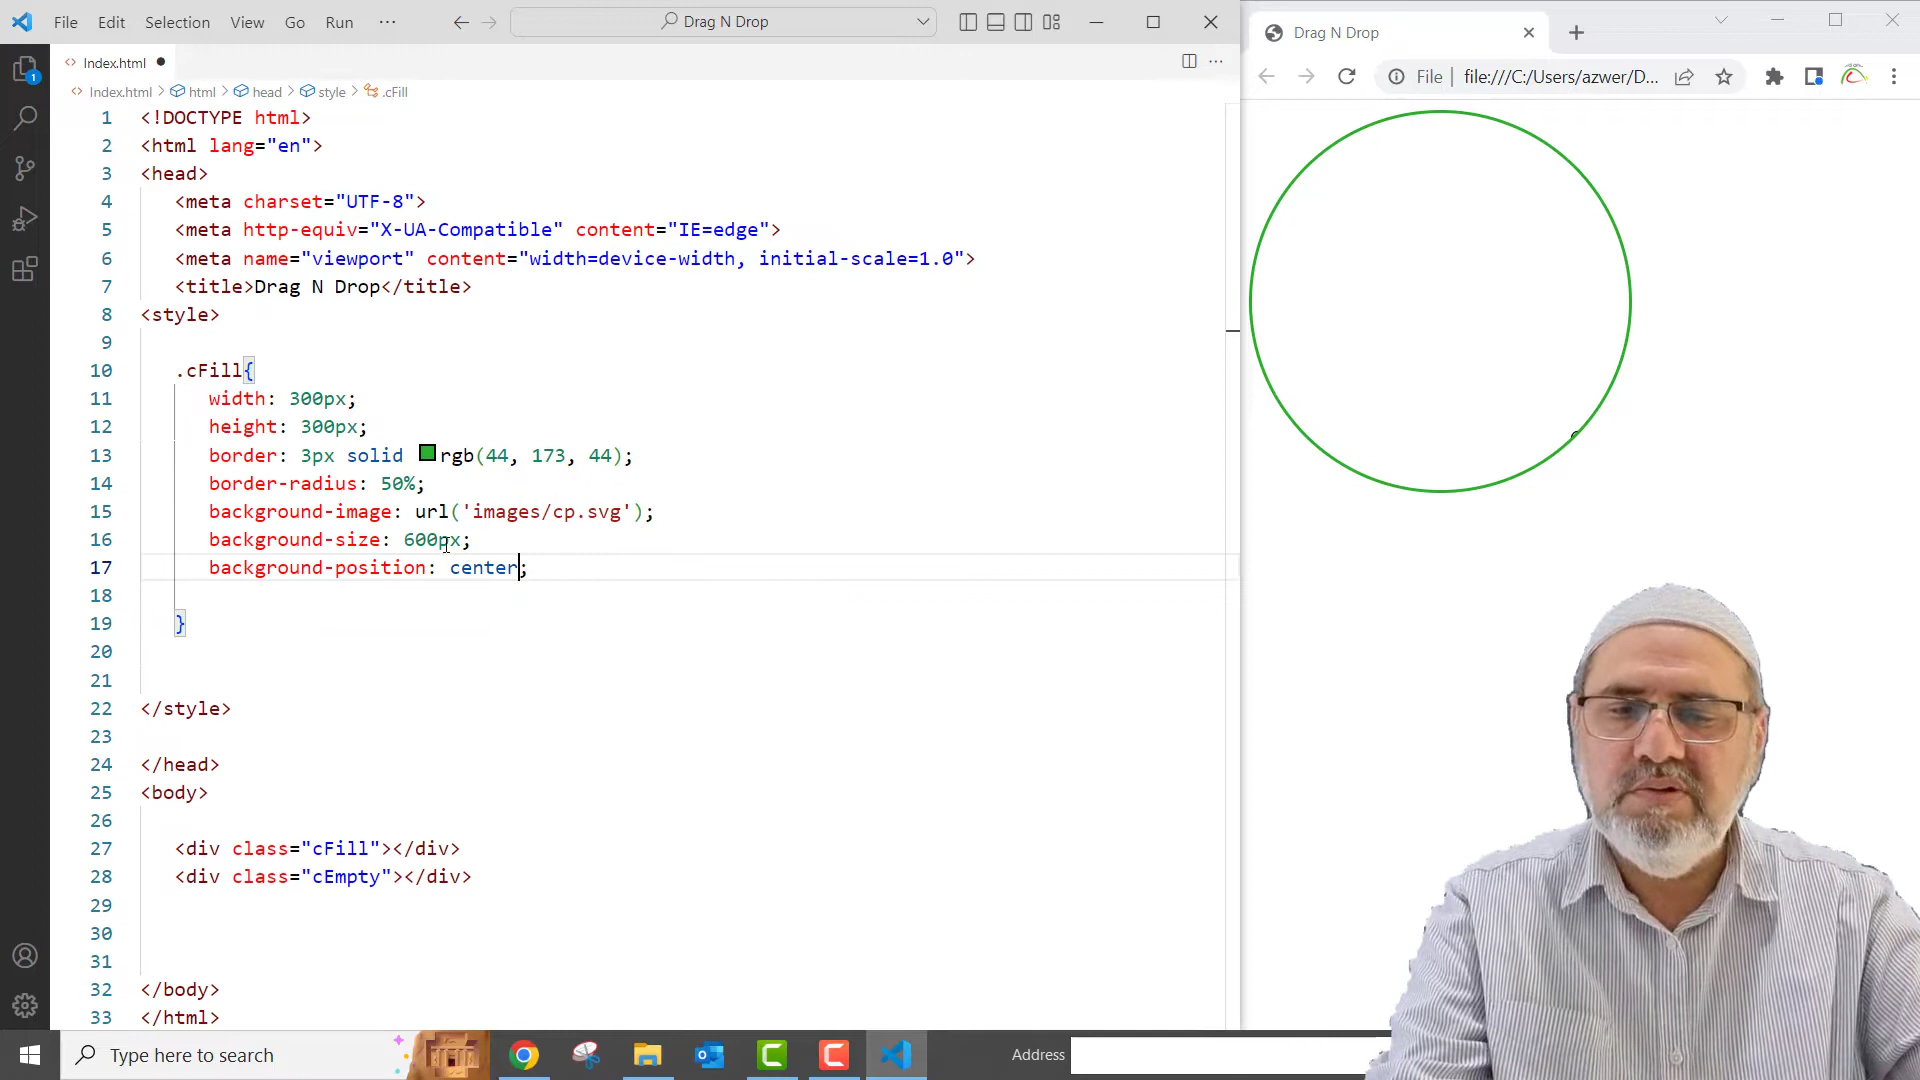 File Edit Selection View Go Run ···
Drag N Drop
Index.html
Index.html > html > head > style > .cFill
1 <!DOCTYPE html>
2 <html lang="en">
3 <head>
4 <meta charset="UTF-8">
5 <meta http-equiv="X-UA-Compatible" content="IE=edge">
6 <meta name="viewport" content="width=device-width, initial-scale=1.0">
7 <title>Drag N Drop</title>
8 <style>
9
10 .cFill{
11 width: 300px;
12 height: 300px;
13 border: 3px solid rgb(44, 173, 44);
14 border-radius: 50%;
15 background-image: url('images/cp.svg');
16 background-size: 600px;
17 background-position: center;
18
19 }
20
21
22 </style>
23
24 </head>
25 <body>
26
27 <div class="cFill"></div>
28 <div class="cEmpty"></div>
29
30
31
32 </body>
33 </html>
1
Drag N Drop
File file:///C:/Users/azwer/D...
Type here to search
Address